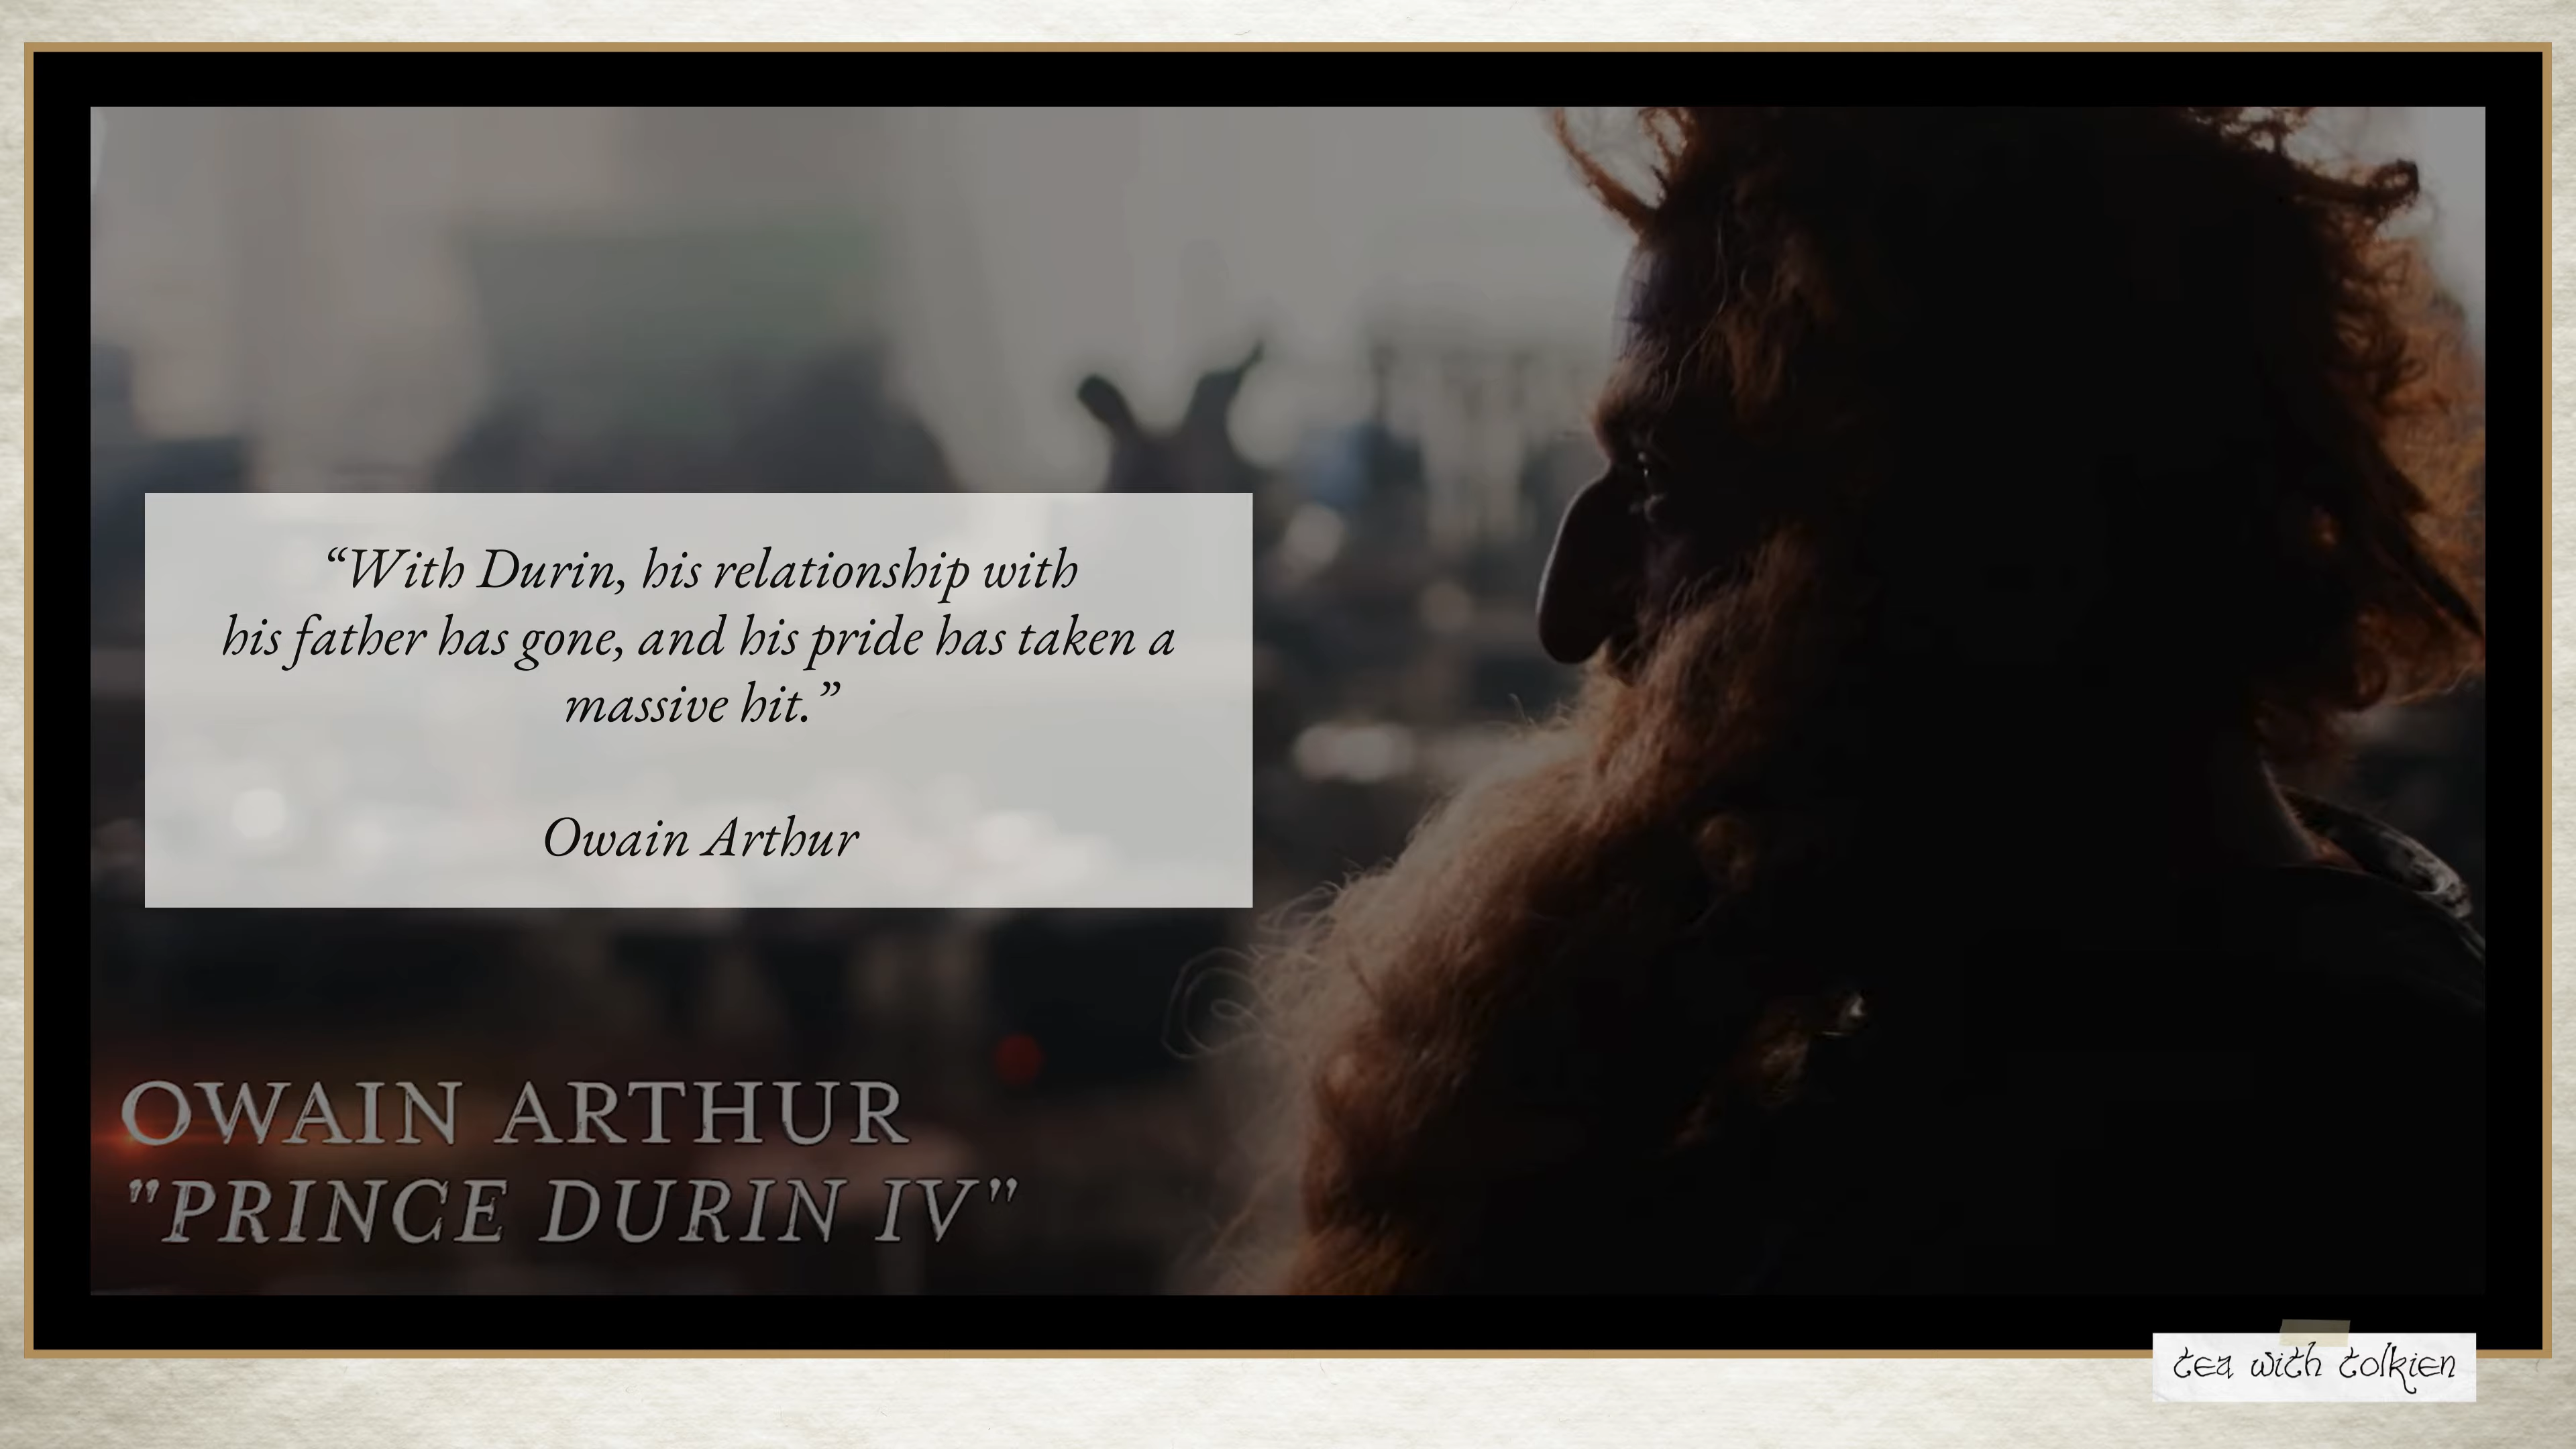 “With Durin, his relationship with
his father has gone, and his pride has taken a
massive hit.”
Owain Arthur
OWAIN ARTHUR
"PRINCE DURIN IV"
tea with tolkien